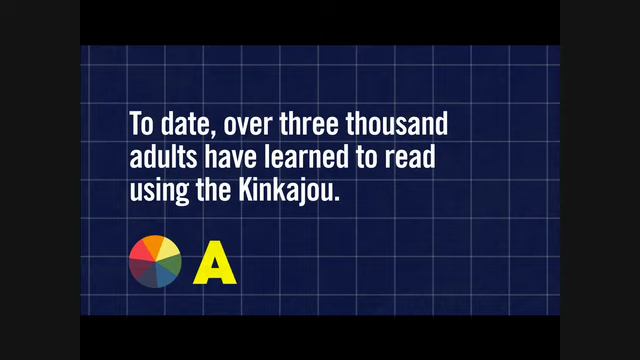 To date, over three thousand
adults have learned to read
using the Kinkajou.
A